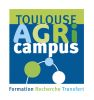 TOULOUSE
AGRI
campus
Formation Recherche Transfert